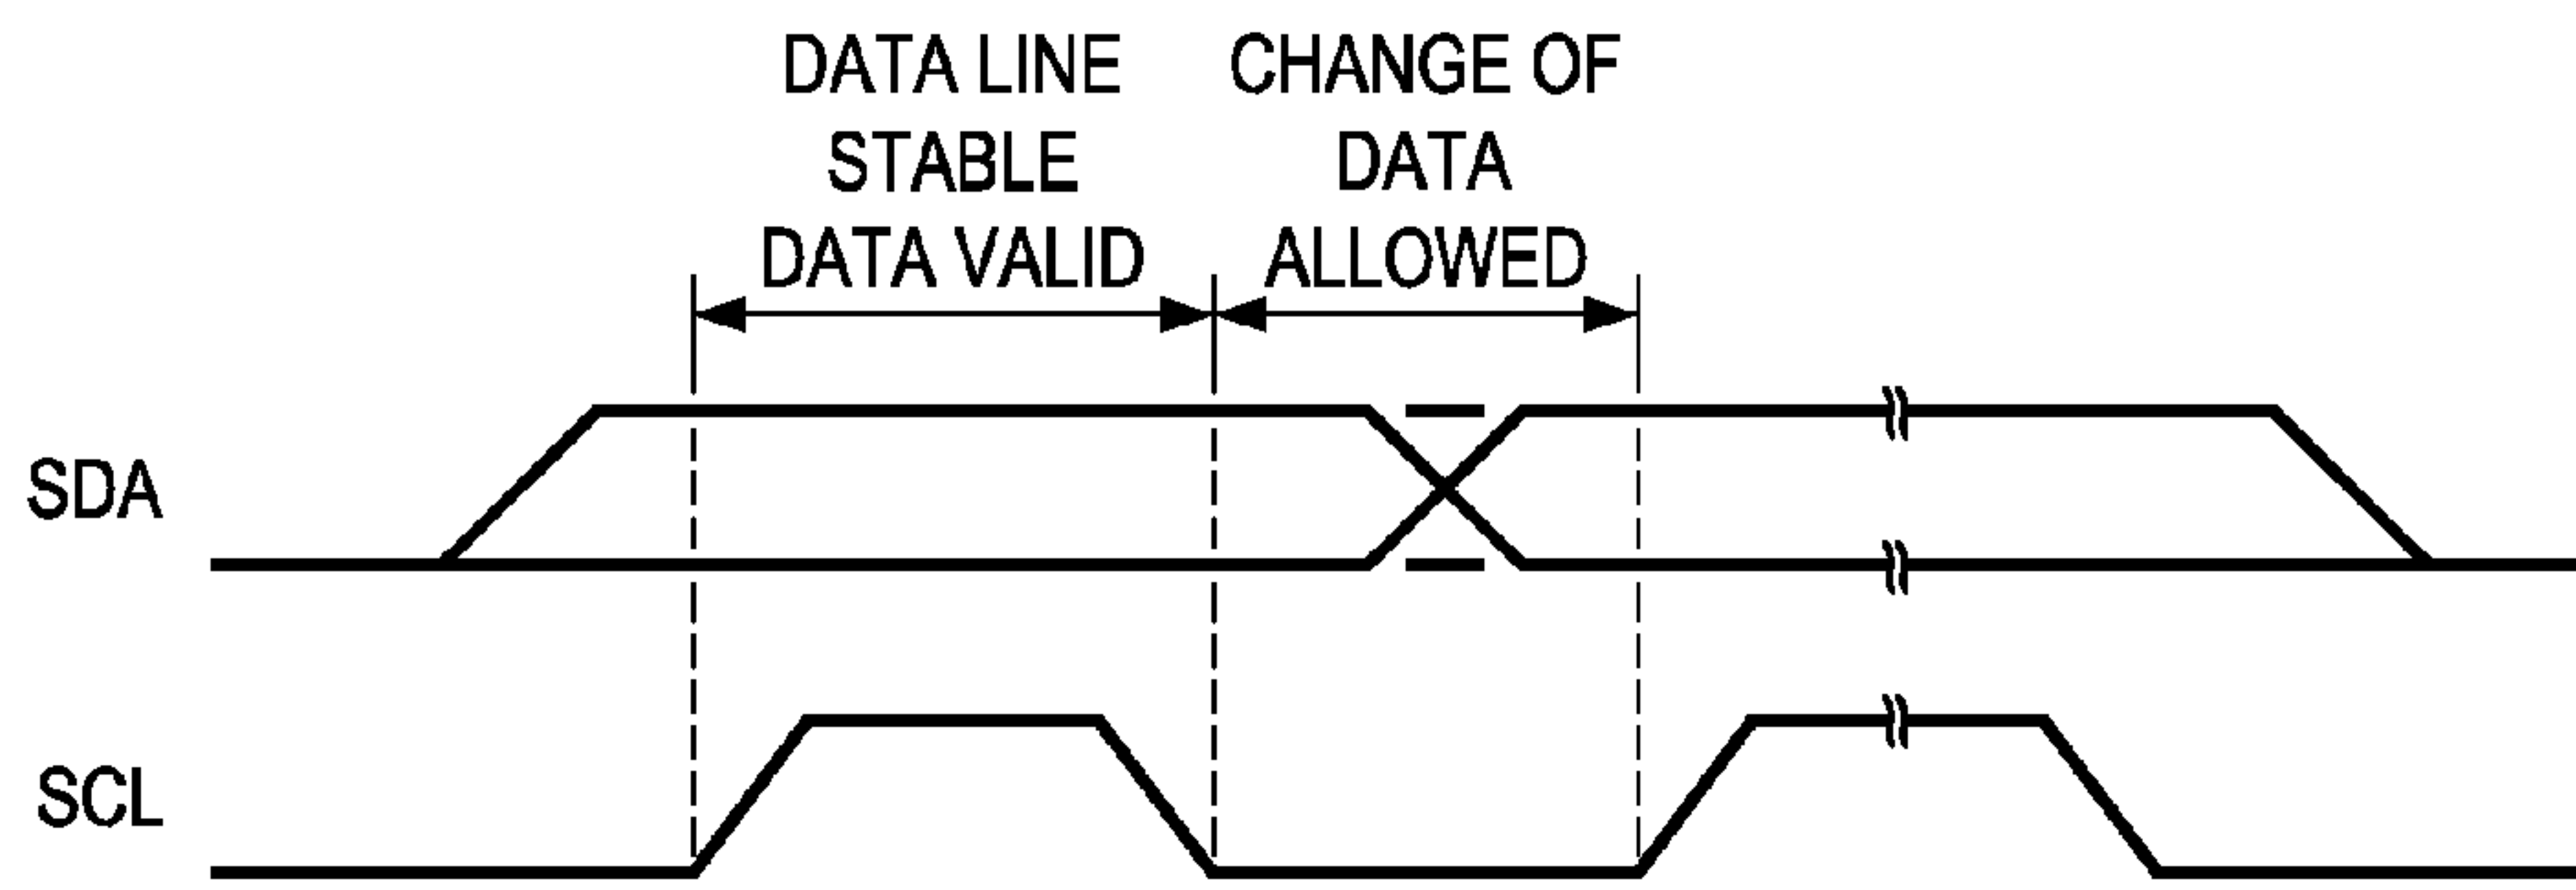 DATA LINE
STABLE
DATA VALID
CHANGE OF
DATA
ALLOWED
SDA
SCL